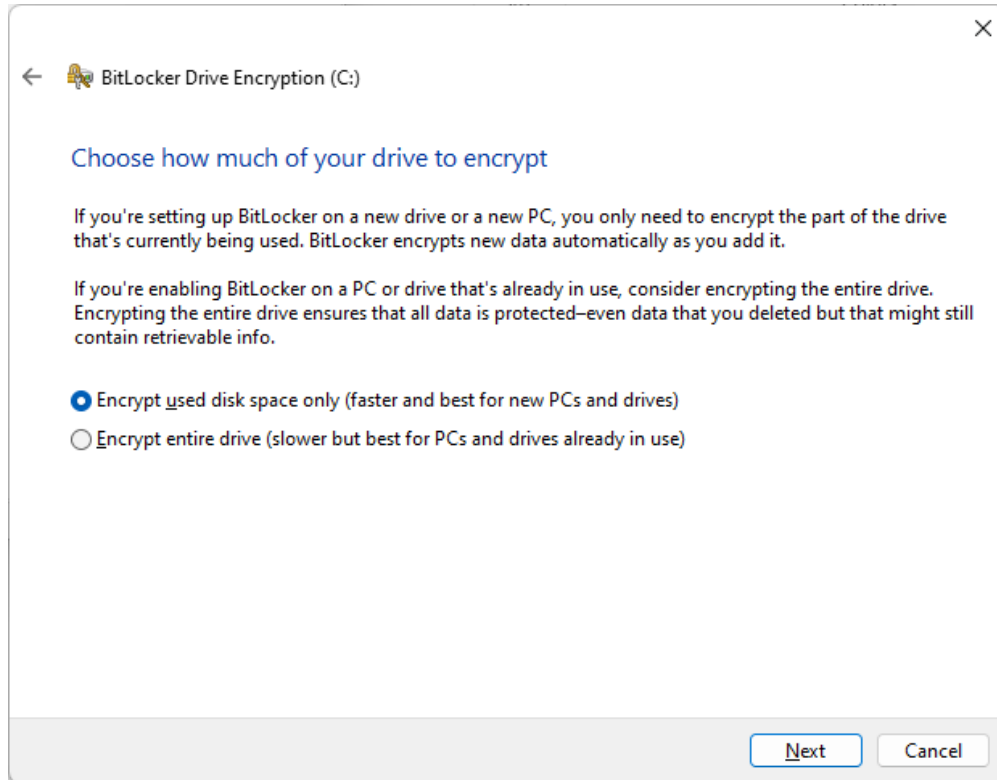 BitLocker Drive Encryption (C:)
Choose how much of your drive to encrypt
If you're setting up BitLocker on a new drive or a new PC, you only need to encrypt the part of the drive
that's currently being used. BitLocker encrypts new data automatically as you add it.
If you're enabling BitLocker on a PC or drive that's already in use, consider encrypting the entire drive.
Encrypting the entire drive ensures that all data is protected–even data that you deleted but that might still
contain retrievable info.
Encrypt used disk space only (faster and best for new PCs and drives)
Encrypt entire drive (slower but best for PCs and drives already in use)
Next Cancel